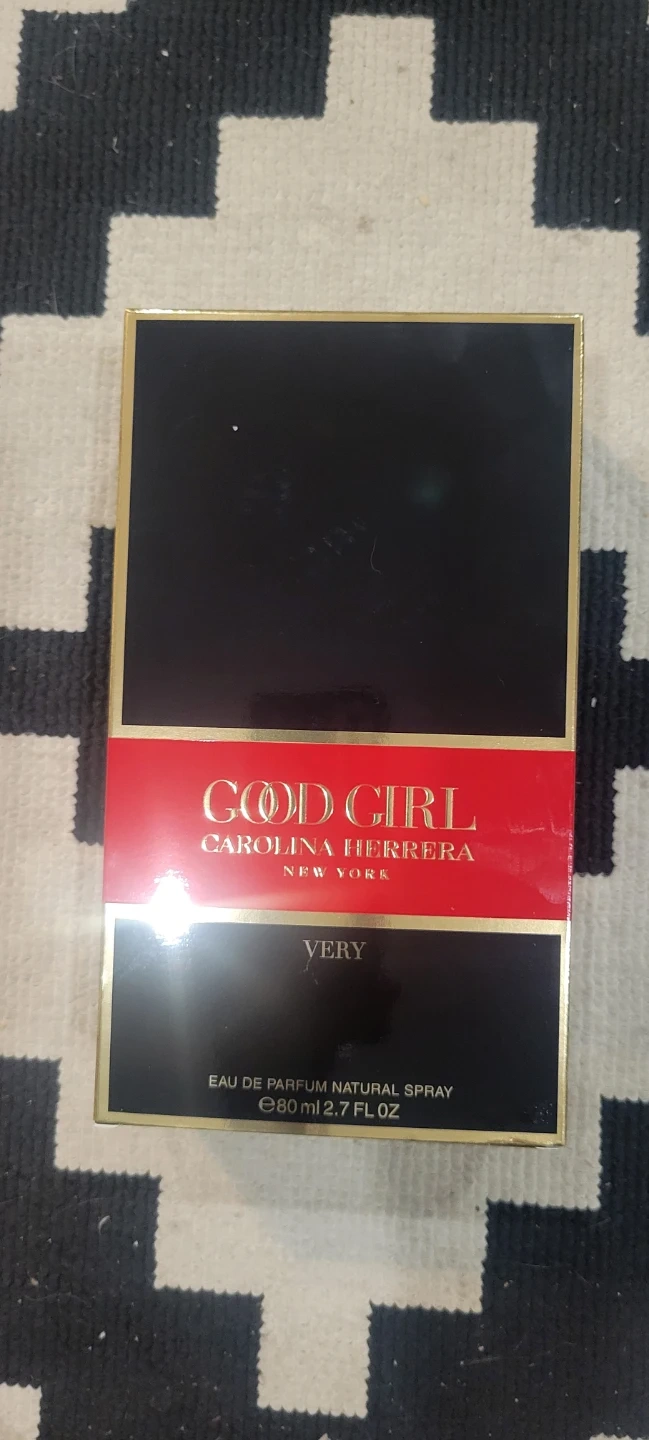 GOOD GIRL
CAROLINA HERRERA
NEW YORK
VERY
EAU DE PARFUM NATURAL SPRAY
℮80 ml 2.7 FL OZ